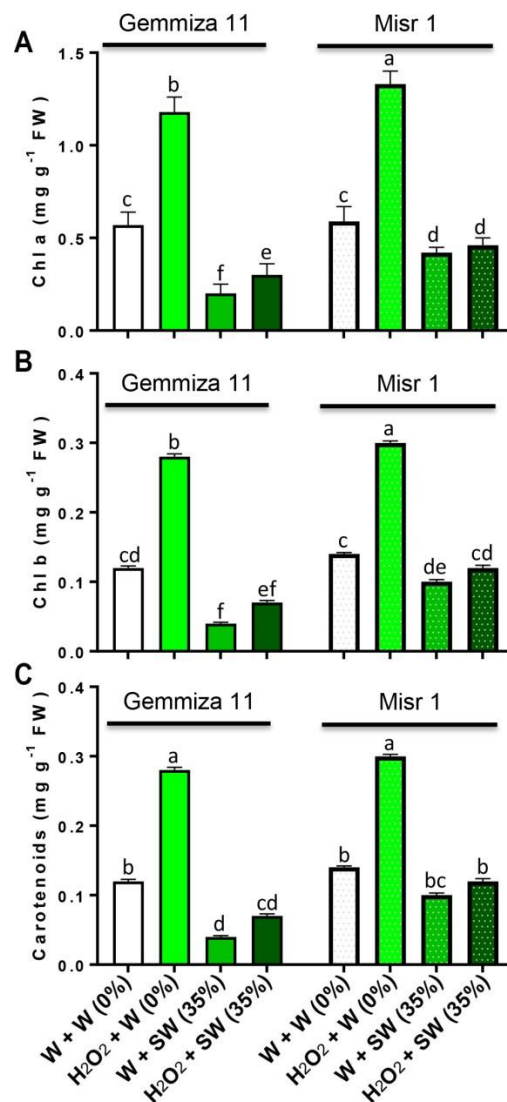 Gemmiza 11 Misr 1
A
Chl a (mg g⁻¹ FW)
1.5
1.0
0.5
0.0
c b f e c a d d
Gemmiza 11 Misr 1
B
Chl b (mg g⁻¹ FW)
0.4
0.3
0.2
0.1
0.0
cd b f ef c a de cd
Gemmiza 11 Misr 1
C
Carotenoids (mg g⁻¹ FW)
0.4
0.3
0.2
0.1
0.0
b a d cd b a bc b
W + W (0%)
H₂O₂ + W (0%)
W + SW (35%)
H₂O₂ + SW (35%)
W + W (0%)
H₂O₂ + W (0%)
W + SW (35%)
H₂O₂ + SW (35%)